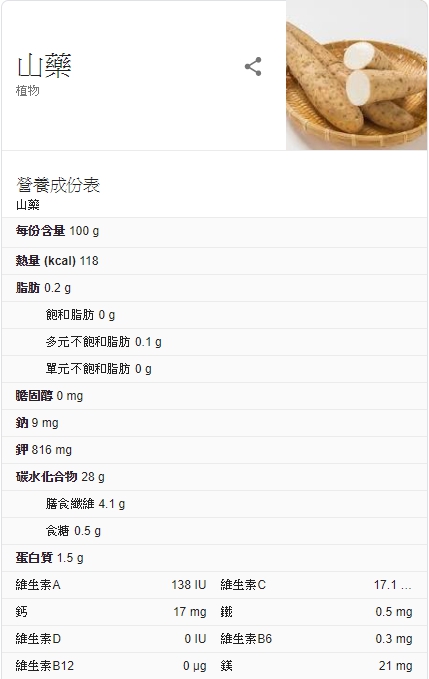 山藥
植物
營養成份表
山藥
每份含量 100 g
熱量 (kcal) 118
脂肪 0.2 g
飽和脂肪 0 g
多元不飽和脂肪 0.1 g
單元不飽和脂肪 0 g
膽固醇 0 mg
鈉 9 mg
鉀 816 mg
碳水化合物 28 g
膳食纖維 4.1 g
食糖 0.5 g
蛋白質 1.5 g
維生素A 138 IU 維生素C 17.1 ...
鈣 17 mg 鐵 0.5 mg
維生素D 0 IU 維生素B6 0.3 mg
維生素B12 0 µg 鎂 21 mg